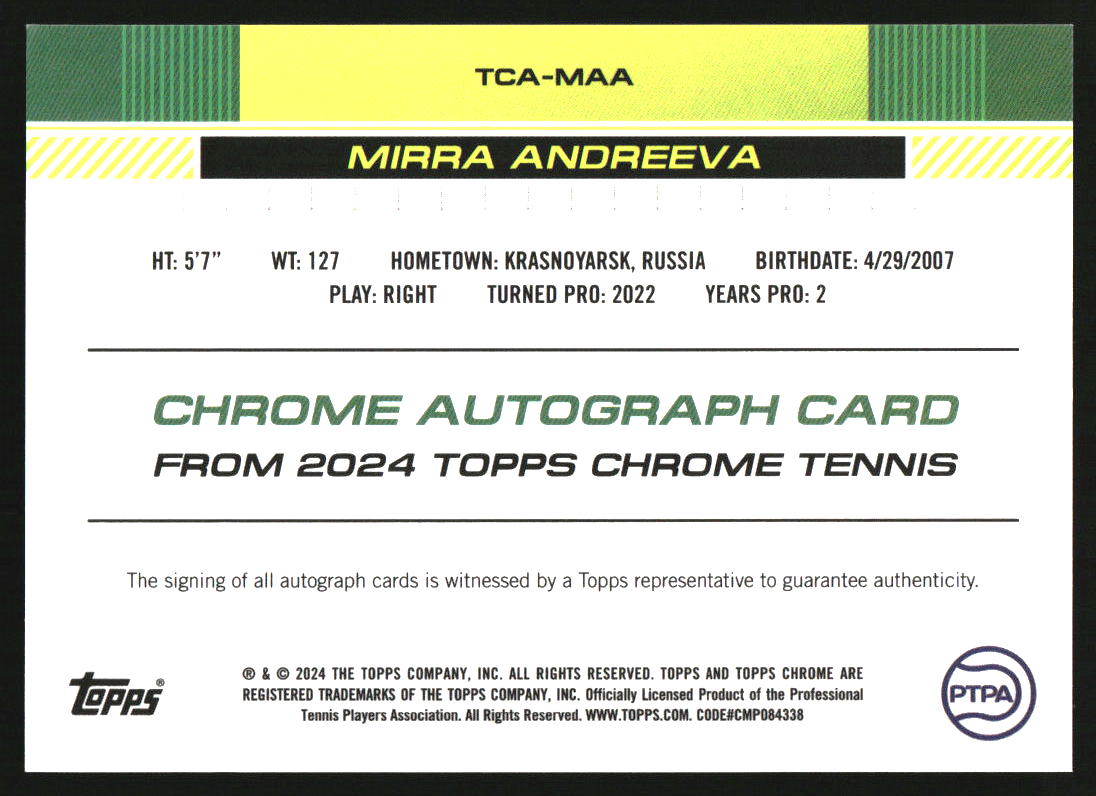 TCA-MAA
MIRRA ANDREEVA
HT: 5'7" WT: 127 HOMETOWN: KRASNOYARSK, RUSSIA BIRTHDATE: 4/29/2007
PLAY: RIGHT TURNED PRO: 2022 YEARS PRO: 2
CHROME AUTOGRAPH CARD
FROM 2024 TOPPS CHROME TENNIS
The signing of all autograph cards is witnessed by a Topps representative to guarantee authenticity.
topps®
® & © 2024 THE TOPPS COMPANY, INC. ALL RIGHTS RESERVED. TOPPS AND TOPPS CHROME ARE
REGISTERED TRADEMARKS OF THE TOPPS COMPANY, INC. Officially Licensed Product of the Professional
Tennis Players Association. All Rights Reserved. WWW.TOPPS.COM. CODE#CMP084338
PTPA